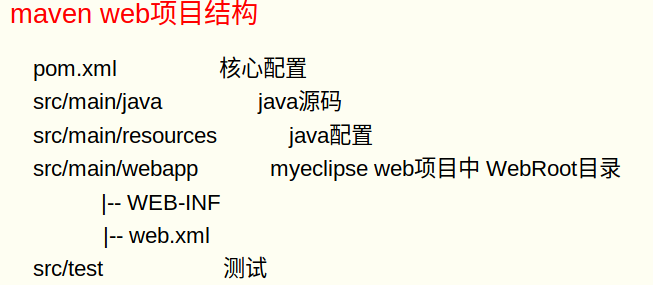 maven web项目结构
pom.xml 核心配置
src/main/java java源码
src/main/resources java配置
src/main/webapp myeclipse web项目中 WebRoot目录
|-- WEB-INF
|-- web.xml
src/test 测试